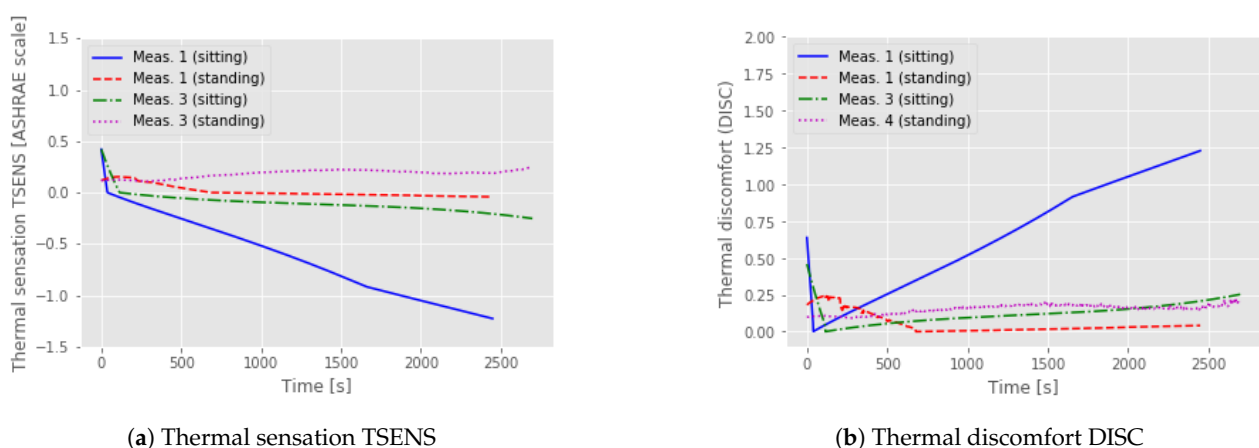 Thermal sensation TSENS [ASHRAE scale]
1.5
1.0
0.5
0.0
−0.5
−1.0
−1.5
Meas. 1 (sitting)
Meas. 1 (standing)
Meas. 3 (sitting)
Meas. 3 (standing)
0 500 1000 1500 2000 2500
Time [s]
(a) Thermal sensation TSENS
Thermal discomfort (DISC)
2.00
1.75
1.50
1.25
1.00
0.75
0.50
0.25
0.00
Meas. 1 (sitting)
Meas. 1 (standing)
Meas. 3 (sitting)
Meas. 4 (standing)
0 500 1000 1500 2000 2500
Time [s]
(b) Thermal discomfort DISC